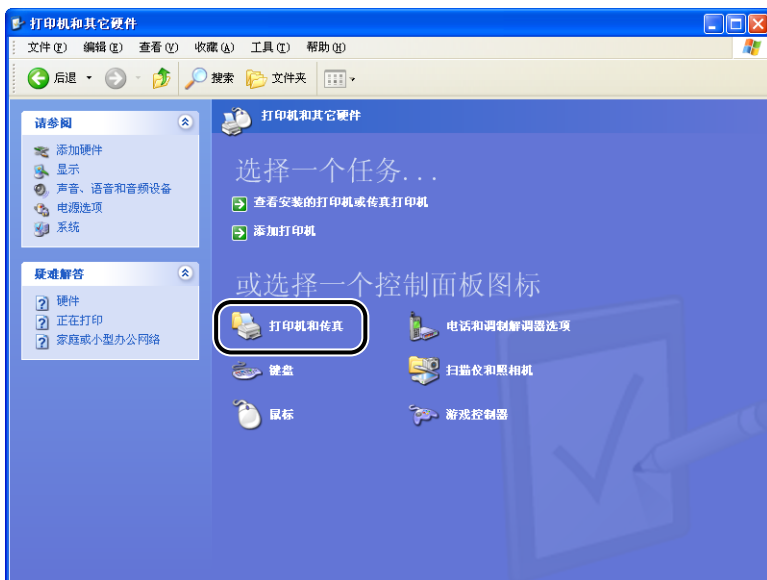 打印机和其它硬件
文件(F) 编辑(E) 查看(V) 收藏(A) 工具(T) 帮助(H)
后退 搜索 文件夹
请参阅
添加硬件
显示
声音、语音和音频设备
电源选项
系统
疑难解答
硬件
正在打印
家庭或小型办公网络
打印机和其它硬件
选择一个任务...
查看安装的打印机或传真打印机
添加打印机
或选择一个控制面板图标
打印机和传真 电话和调制解调器选项
键盘 扫描仪和照相机
鼠标 游戏控制器